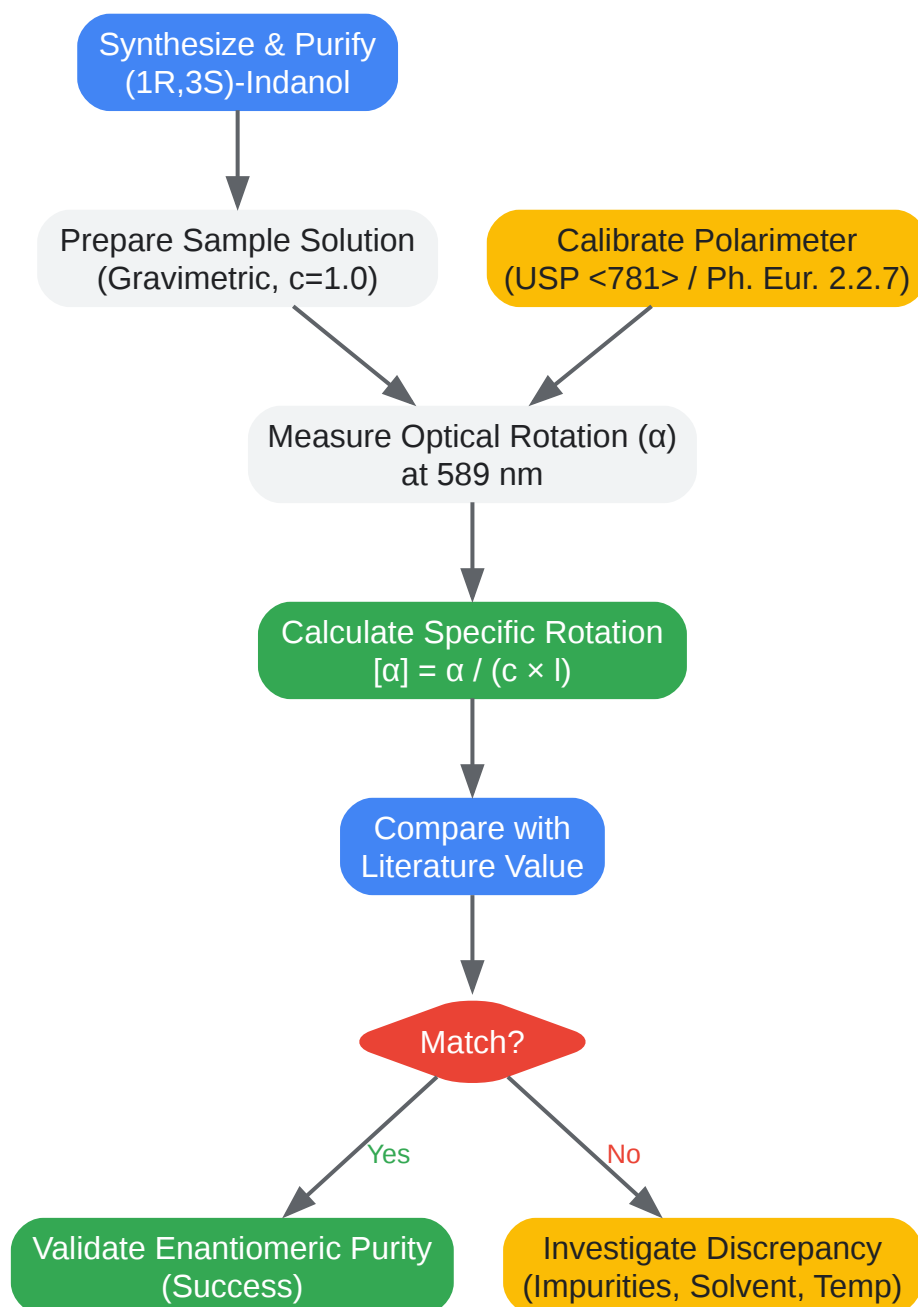 Synthesize & Purify
(1R,3S)-Indanol
Prepare Sample Solution
(Gravimetric, c=1.0)
Calibrate Polarimeter
(USP <781> / Ph. Eur. 2.2.7)
Measure Optical Rotation (α)
at 589 nm
Calculate Specific Rotation
[α] = α / (c × l)
Compare with
Literature Value
Match?
Yes
No
Validate Enantiomeric Purity
(Success)
Investigate Discrepancy
(Impurities, Solvent, Temp)